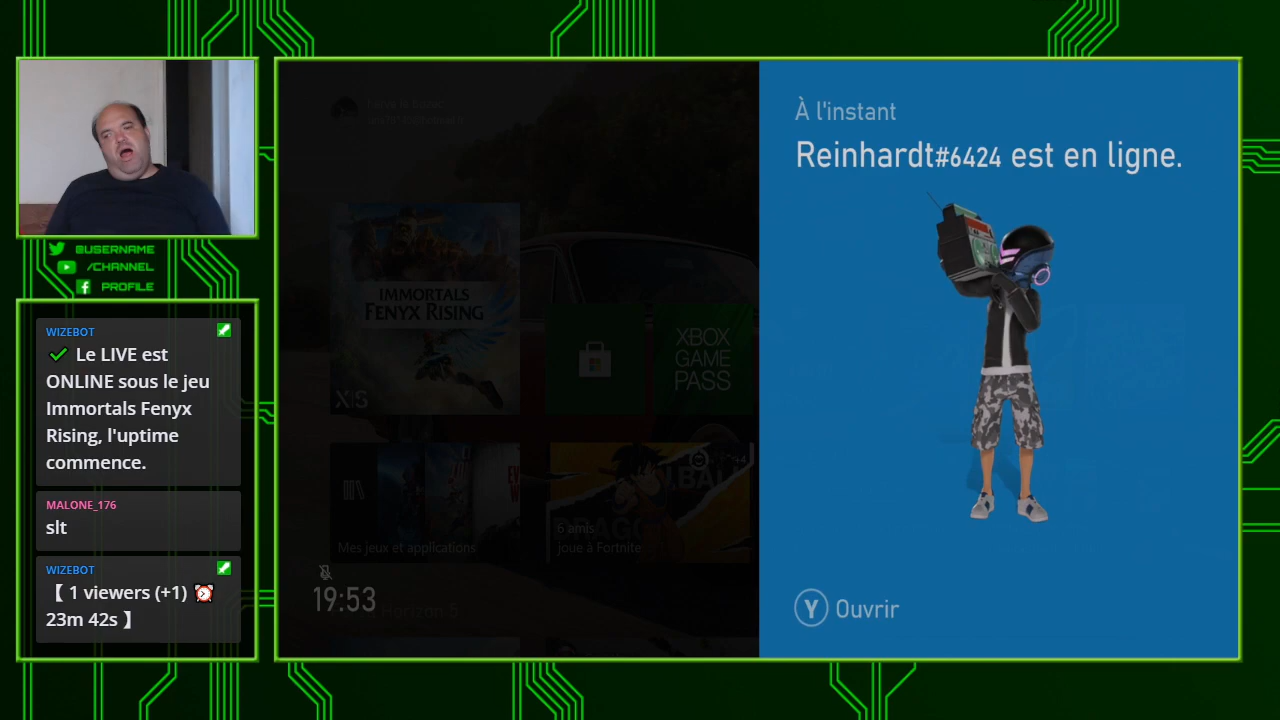 @USERNAME
/CHANNEL
PROFILE
WIZEBOT
Le LIVE est
ONLINE sous le jeu
Immortals Fenyx
Rising, l'uptime
commence.
MALONE_176
slt
WIZEBOT
【 1 viewers (+1) ⏰
23m 42s 】
IMMORTALS
FENYX RISING
X|S
XBOX
GAME
PASS
Mes jeux et applications
6 amis
joue à Fortnite
19:53
Horizon 5
À l'instant
Reinhardt#6424 est en ligne.
Y Ouvrir